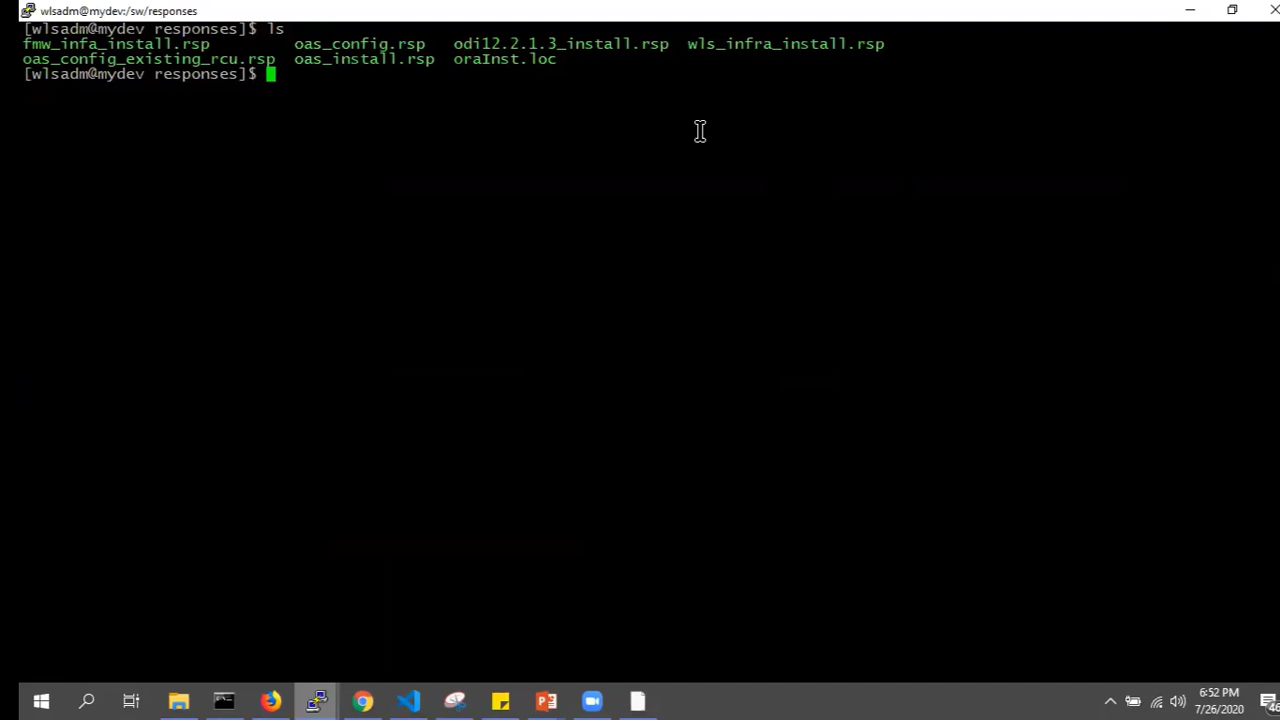 wlsadm@mydev:/sw/responses
[wlsadm@mydev responses]$ ls
fmw_infa_install.rsp oas_config.rsp odi12.2.1.3_install.rsp wls_infra_install.rsp
oas_config_existing_rcu.rsp oas_install.rsp oraInst.loc
[wlsadm@mydev responses]$
6:52 PM
7/26/2020
46